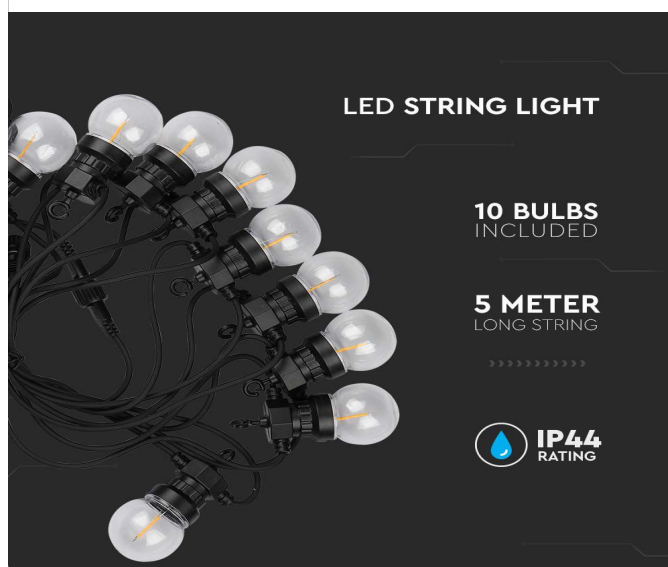 LED STRING LIGHT
10 BULBS
INCLUDED
5 METER
LONG STRING
IP44
RATING